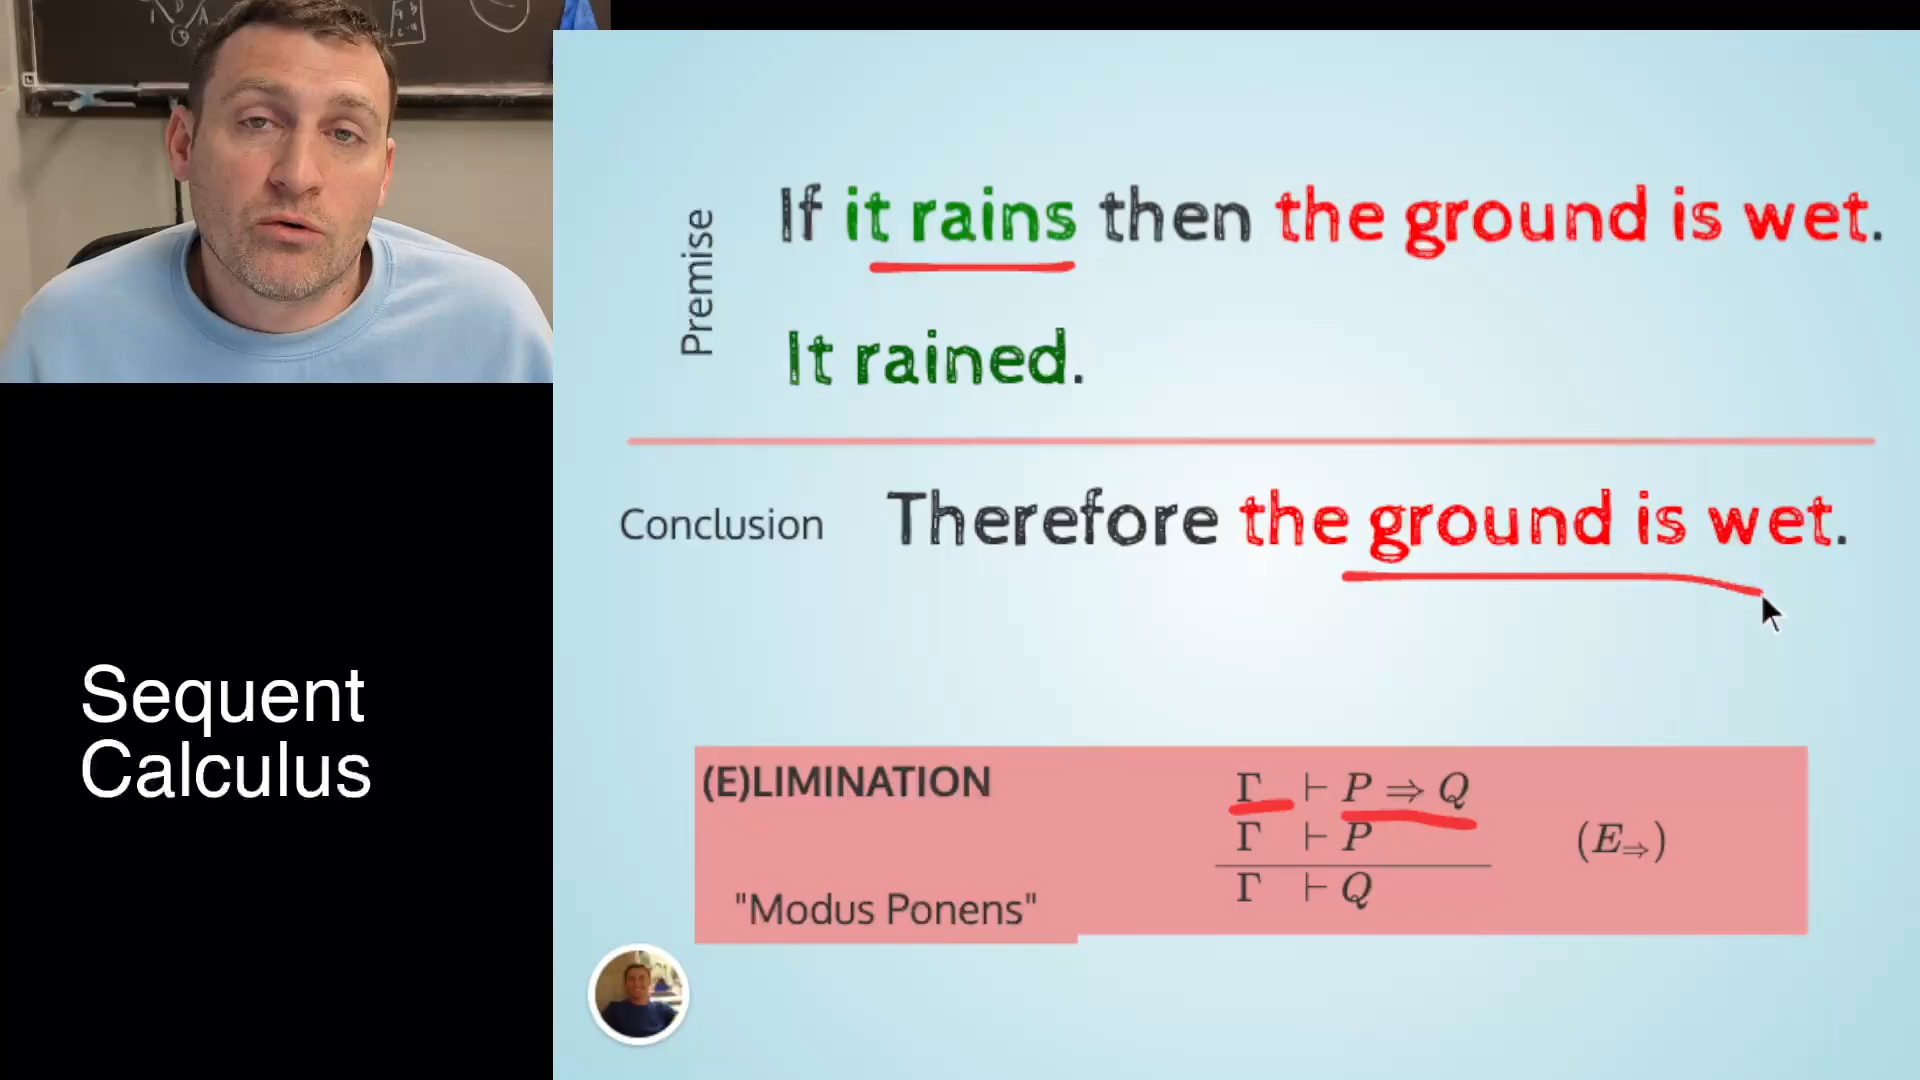 Premise
If it rains then the ground is wet.
It rained.
Conclusion
Therefore the ground is wet.
Sequent
Calculus
(E)LIMINATION
"Modus Ponens"
Γ ⊢ P ⇒ Q
Γ ⊢ P
Γ ⊢ Q
(E⇒)